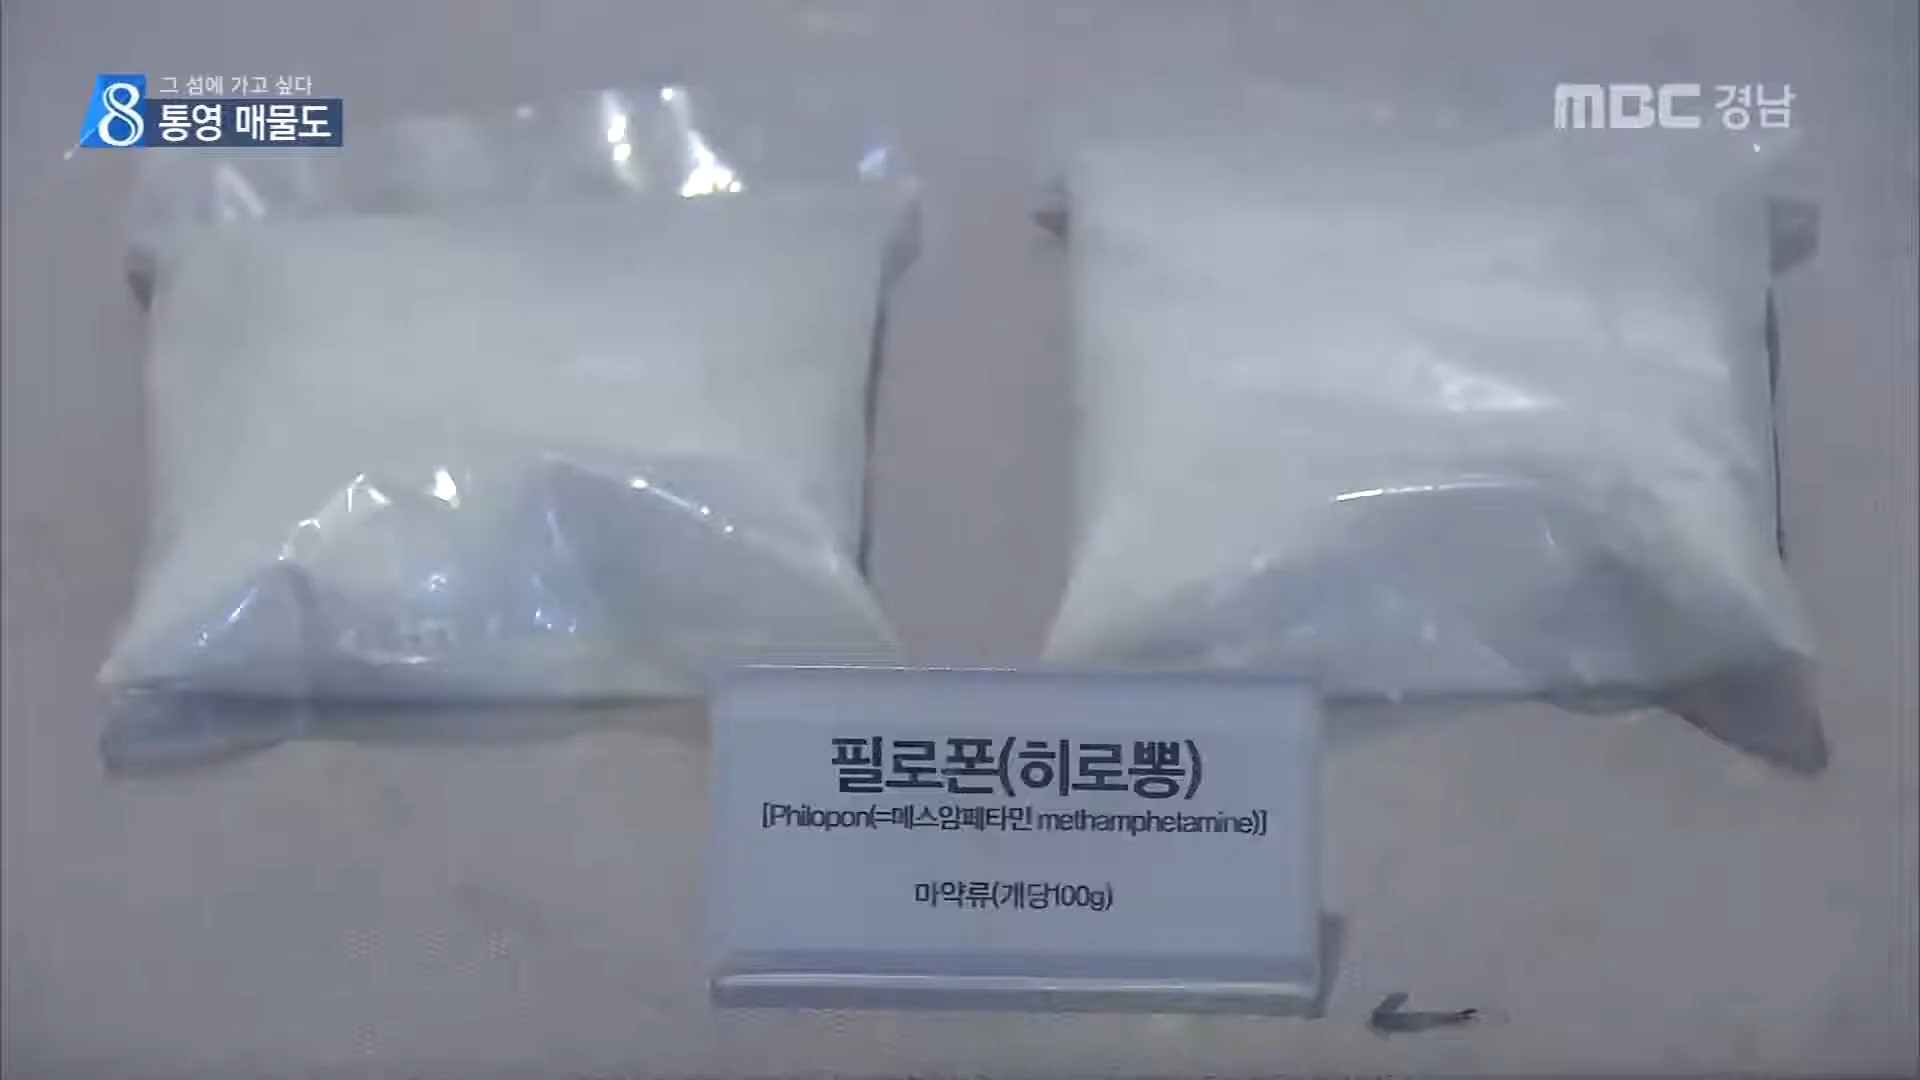 그 섬에 가고 싶다
8 통영 매물도
MBC 경남
필로폰(히로뽕)
[Philopon(=메스암페타민 methamphetamine)]
마약류(개당100g)